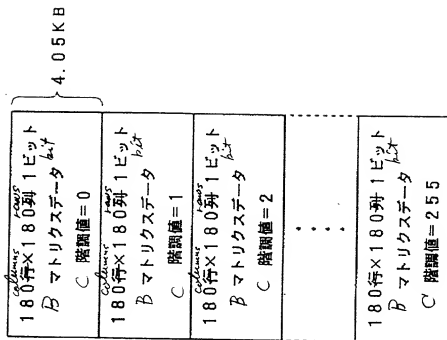 4.05KB
columns rows
180行×180列 1ビット
bit
B マトリクスデータ
C 階調値=0
columns rows
180行×180列 1ビット
bit
B マトリクスデータ
C 階調値=1
columns rows
180行×180列 1ビット
bit
B マトリクスデータ
C 階調値=2
180行×180列 1ビット
bit
B マトリクスデータ
C 階調値=255